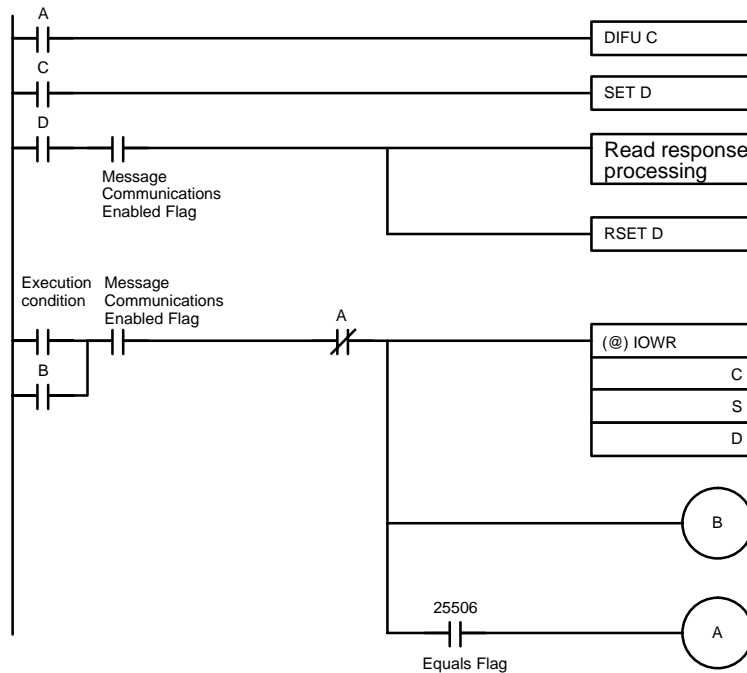 A
DIFU C
C
SET D
D
Message
Communications
Enabled Flag
Read response
processing
RSET D
Execution
condition
Message
Communications
Enabled Flag
A
(@) IOWR
C
S
D
B
B
25506
Equals Flag
A